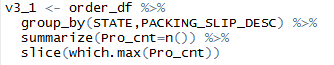 v3_1 <- order_df %>%
  group_by(STATE,PACKING_SLIP_DESC) %>%
  summarize(Pro_cnt=n()) %>%
  slice(which.max(Pro_cnt))